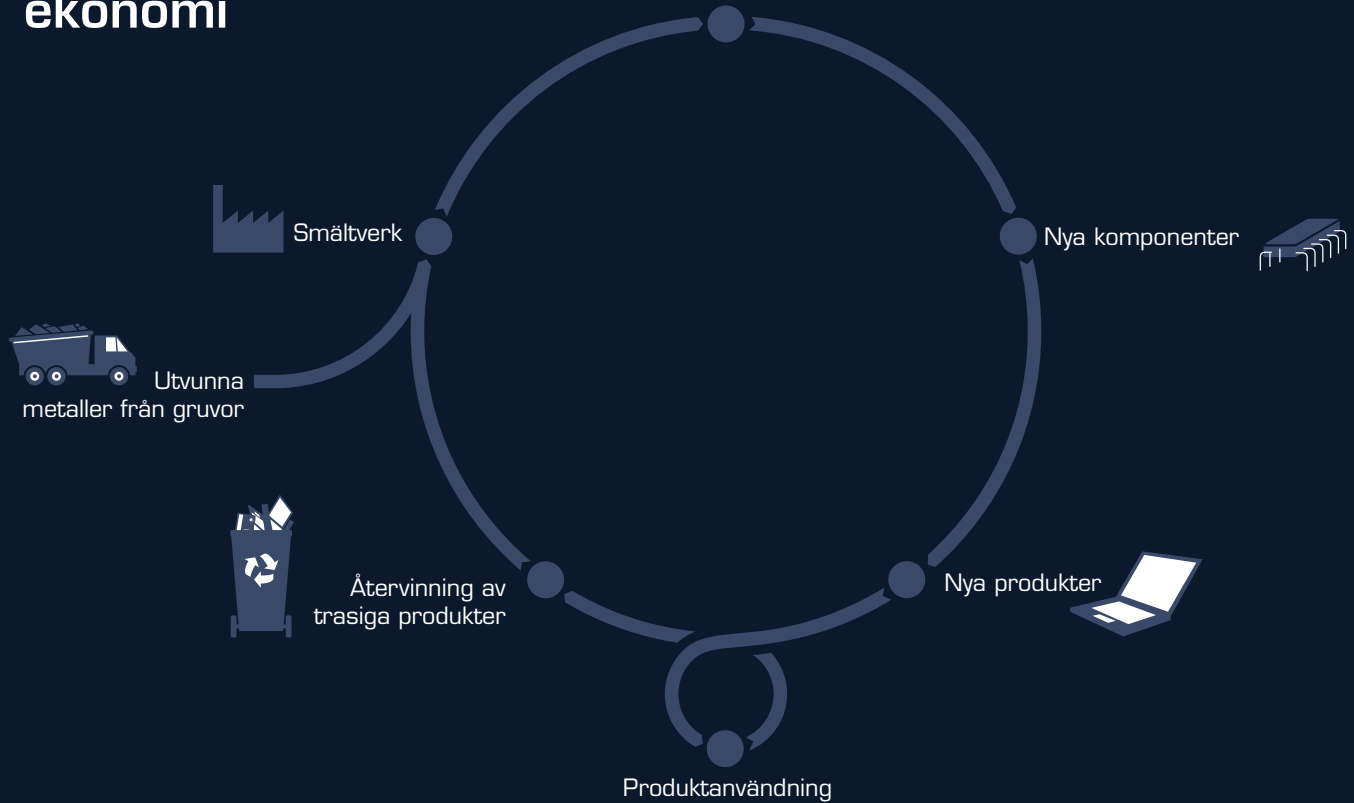 ekonomi
Smältverk
Nya komponenter
Utvunna
metaller från gruvor
Återvinning av
trasiga produkter
Nya produkter
Produktanvändning